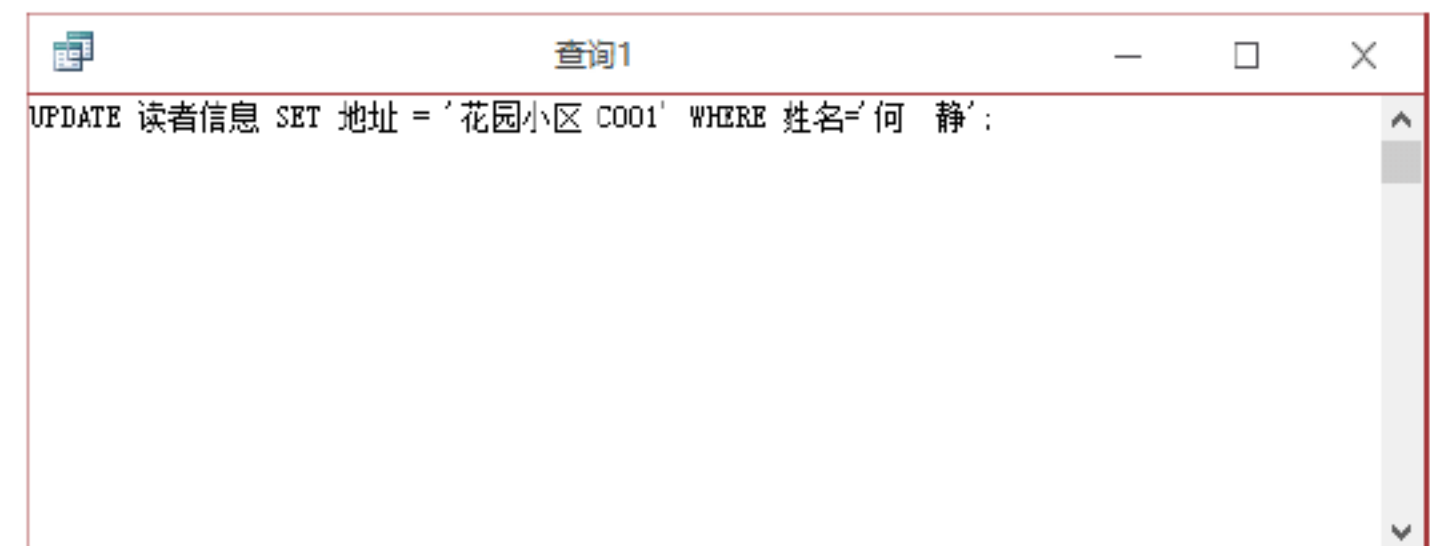 查询1
UPDATE 读者信息 SET 地址 = '花园小区 C001' WHERE 姓名='何　静';